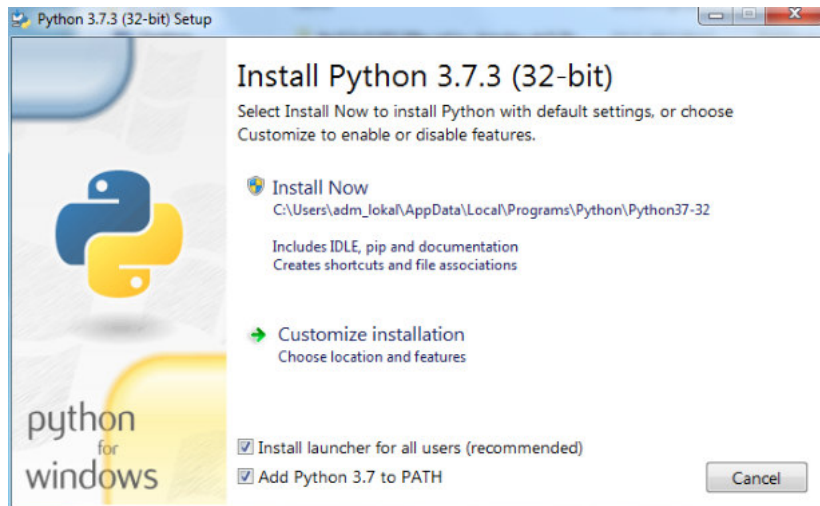 Python 3.7.3 (32-bit) Setup
Install Python 3.7.3 (32-bit)
Select Install Now to install Python with default settings, or choose
Customize to enable or disable features.
Install Now
C:\Users\adm_lokal\AppData\Local\Programs\Python\Python37-32
Includes IDLE, pip and documentation
Creates shortcuts and file associations
Customize installation
Choose location and features
python
for
windows
Install launcher for all users (recommended)
Add Python 3.7 to PATH
Cancel